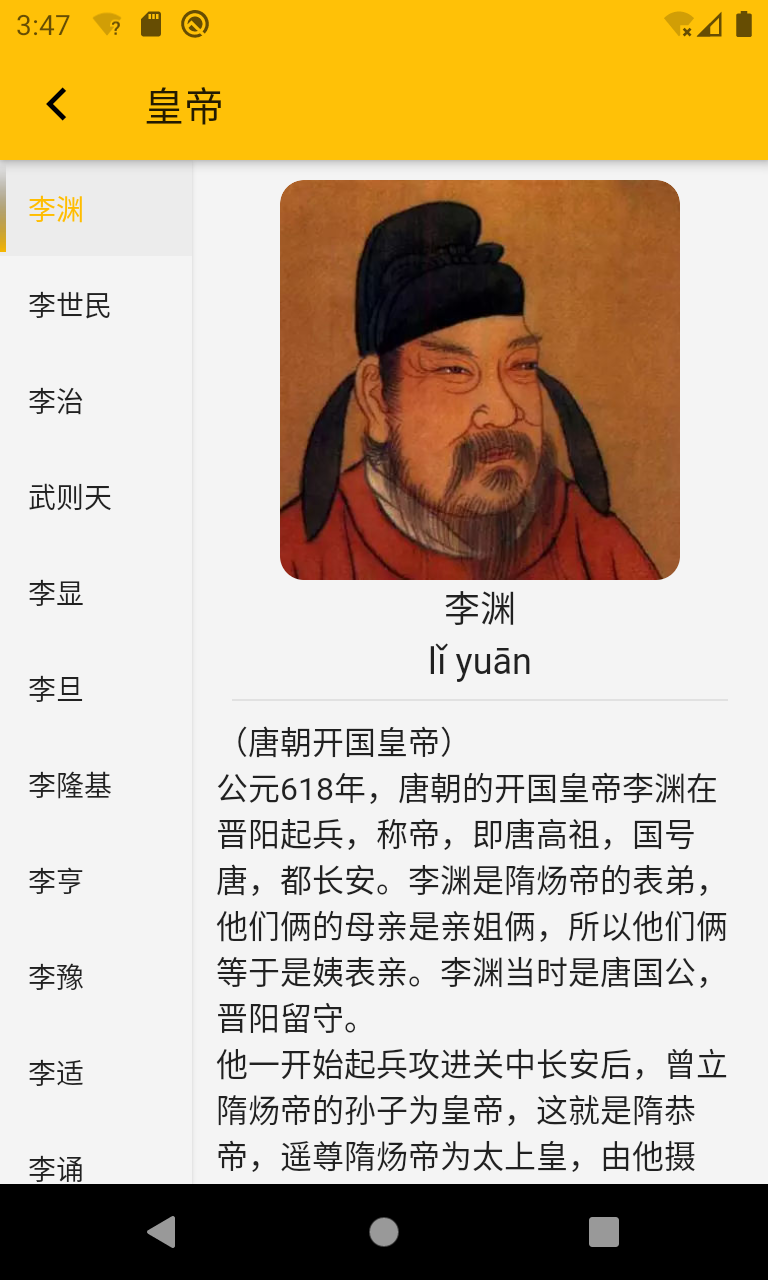 3:47
皇帝
李渊
李世民
李治
武则天
李显
李旦
李隆基
李亨
李豫
李适
李诵
李渊
lǐ yuān
（唐朝开国皇帝）
公元618年，唐朝的开国皇帝李渊在
晋阳起兵，称帝，即唐高祖，国号
唐，都长安。李渊是隋炀帝的表弟，
他们俩的母亲是亲姐俩，所以他们俩
等于是姨表亲。李渊当时是唐国公，
晋阳留守。
他一开始起兵攻进关中长安后，曾立
隋炀帝的孙子为皇帝，这就是隋恭
帝，遥尊隋炀帝为太上皇，由他摄